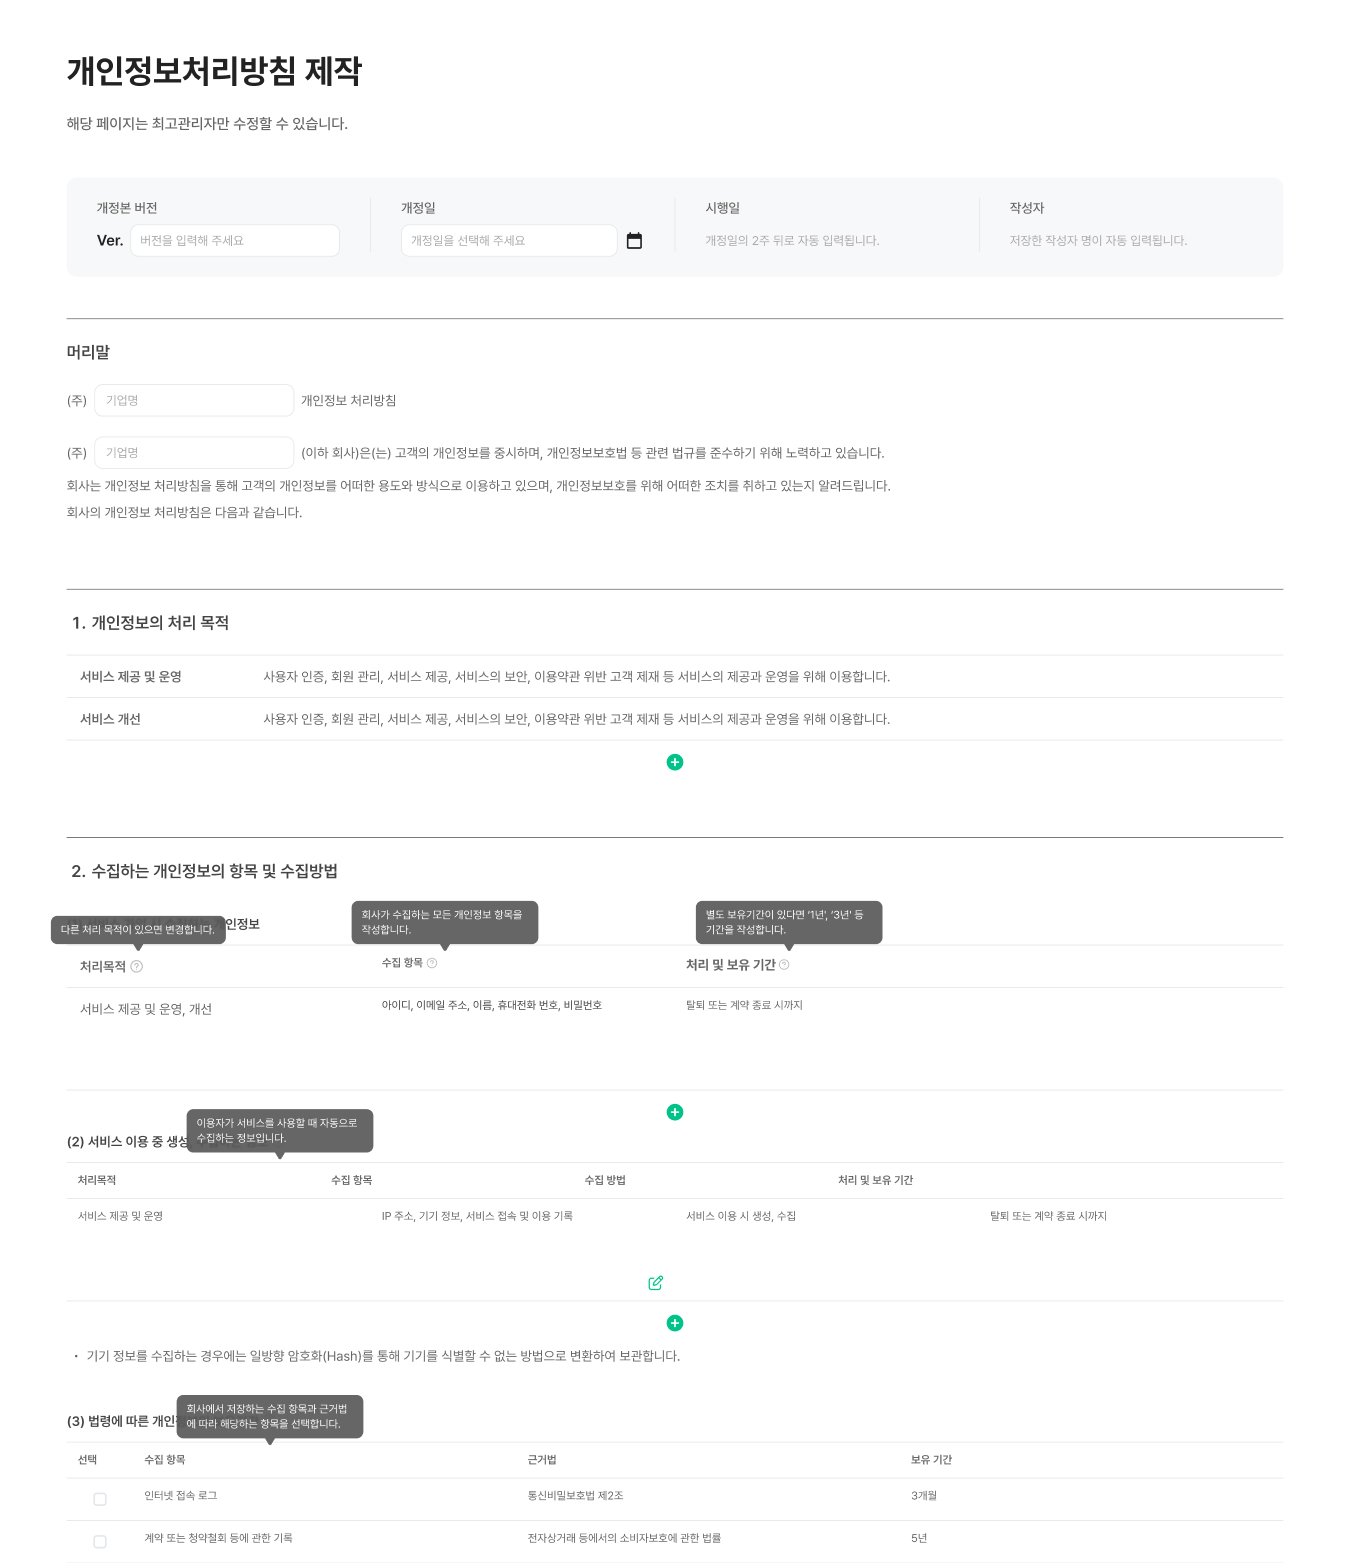 개인정보처리방침 제작
해당 페이지는 최고관리자만 수정할 수 있습니다.
개정본 버전
개정일
시행일
작성자
Ver.
버전을 입력해 주세요
개정일을 선택해 주세요
개정일의 2주 뒤로 자동 입력됩니다.
저장한 작성자 명이 자동 입력됩니다.
머리말
(주) 기업명 개인정보 처리방침
(주) 기업명 (이하 회사)은(는) 고객의 개인정보를 중시하며, 개인정보보호법 등 관련 법규를 준수하기 위해 노력하고 있습니다.
회사는 개인정보 처리방침을 통해 고객의 개인정보를 어떠한 용도와 방식으로 이용하고 있으며, 개인정보보호를 위해 어떠한 조치를 취하고 있는지 알려드립니다.
회사의 개인정보 처리방침은 다음과 같습니다.
1. 개인정보의 처리 목적
서비스 제공 및 운영 사용자 인증, 회원 관리, 서비스 제공, 서비스의 보안, 이용약관 위반 고객 제재 등 서비스의 제공과 운영을 위해 이용합니다.
서비스 개선 사용자 인증, 회원 관리, 서비스 제공, 서비스의 보안, 이용약관 위반 고객 제재 등 서비스의 제공과 운영을 위해 이용합니다.
2. 수집하는 개인정보의 항목 및 수집방법
인정보
다른 처리 목적이 있으면 변경합니다.
회사가 수집하는 모든 개인정보 항목을
작성합니다.
별도 보유기간이 있다면 '1년', '3년' 등
기간을 작성합니다.
처리목적 ?
수집 항목 ?
처리 및 보유 기간 ?
서비스 제공 및 운영, 개선
아이디, 이메일 주소, 이름, 휴대전화 번호, 비밀번호
탈퇴 또는 계약 종료 시까지
이용자가 서비스를 사용할 때 자동으로
수집하는 정보입니다.
(2) 서비스 이용 중 생성
처리목적
수집 항목
수집 방법
처리 및 보유 기간
서비스 제공 및 운영
IP 주소, 기기 정보, 서비스 접속 및 이용 기록
서비스 이용 시 생성, 수집
탈퇴 또는 계약 종료 시까지
• 기기 정보를 수집하는 경우에는 일방향 암호화(Hash)를 통해 기기를 식별할 수 없는 방법으로 변환하여 보관합니다.
회사에서 저장하는 수집 항목과 근거법
에 따라 해당하는 항목을 선택합니다.
(3) 법령에 따른 개인
선택
수집 항목
근거법
보유 기간
인터넷 접속 로그
통신비밀보호법 제2조
3개월
계약 또는 청약철회 등에 관한 기록
전자상거래 등에서의 소비자보호에 관한 법률
5년